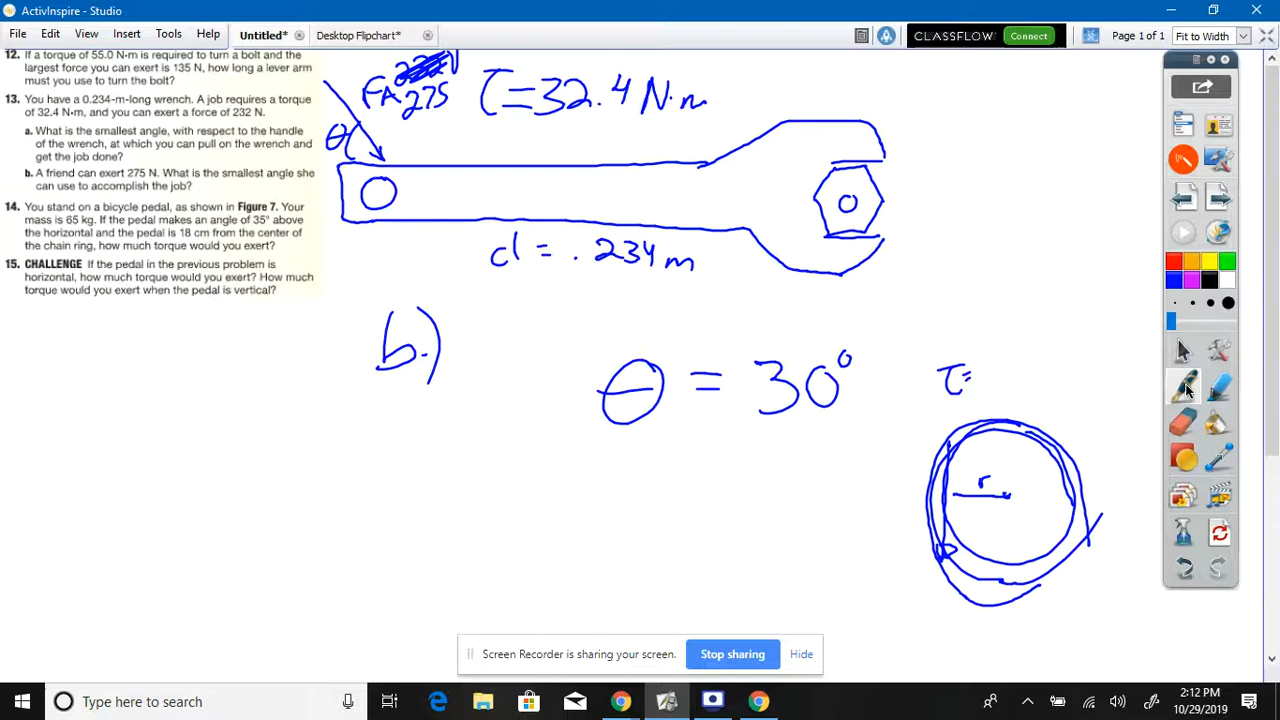 ActivInspire - Studio
File Edit View Insert Tools Help
Untitled*
Desktop Flipchart*
CLASSFLOW
Connect
Page 1 of 1
Fit to Width
12. If a torque of 55.0 N·m is required to turn a bolt and the
largest force you can exert is 135 N, how long a lever arm
must you use to turn the bolt?
13. You have a 0.234-m-long wrench. A job requires a torque
of 32.4 N·m, and you can exert a force of 232 N.
a. What is the smallest angle, with respect to the handle
of the wrench, at which you can pull on the wrench and
get the job done?
b. A friend can exert 275 N. What is the smallest angle she
can use to accomplish the job?
14. You stand on a bicycle pedal, as shown in Figure 7. Your
mass is 65 kg. If the pedal makes an angle of 35° above
the horizontal and the pedal is 18 cm from the center of
the chain ring, how much torque would you exert?
15. CHALLENGE If the pedal in the previous problem is
horizontal, how much torque would you exert? How much
torque would you exert when the pedal is vertical?
FA 275
τ=32.4 N·m
θ
d = .234 m
b.)
θ = 30°
τ=
r
Screen Recorder is sharing your screen.
Stop sharing
Hide
Type here to search
2:12 PM
10/29/2019